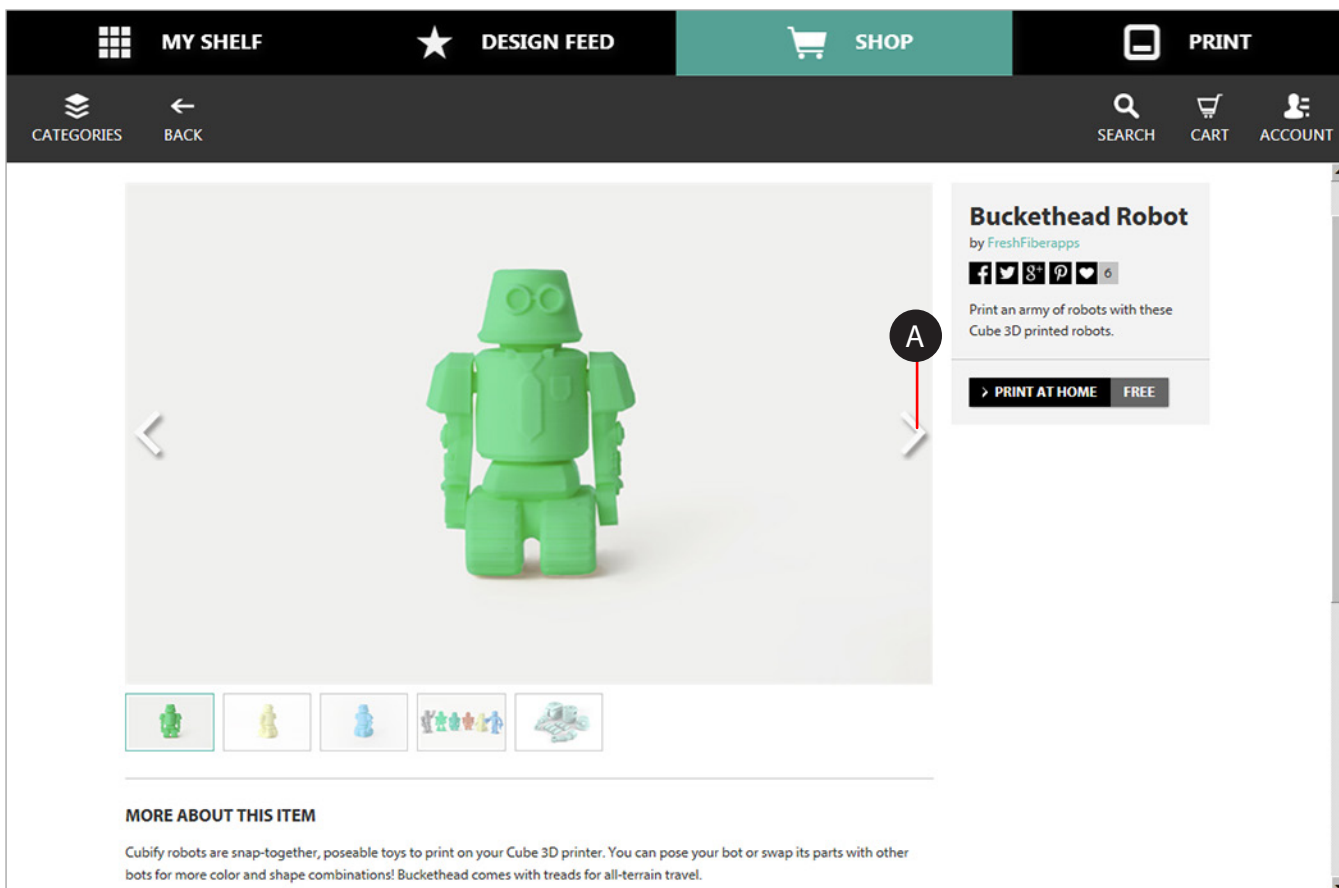 MY SHELF
DESIGN FEED
SHOP
PRINT
CATEGORIES
BACK
SEARCH
CART
ACCOUNT
Buckethead Robot
by FreshFiberapps
6
Print an army of robots with these
Cube 3D printed robots.
> PRINT AT HOME FREE
A
MORE ABOUT THIS ITEM
Cubify robots are snap-together, poseable toys to print on your Cube 3D printer. You can pose your bot or swap its parts with other
bots for more color and shape combinations! Buckethead comes with treads for all-terrain travel.